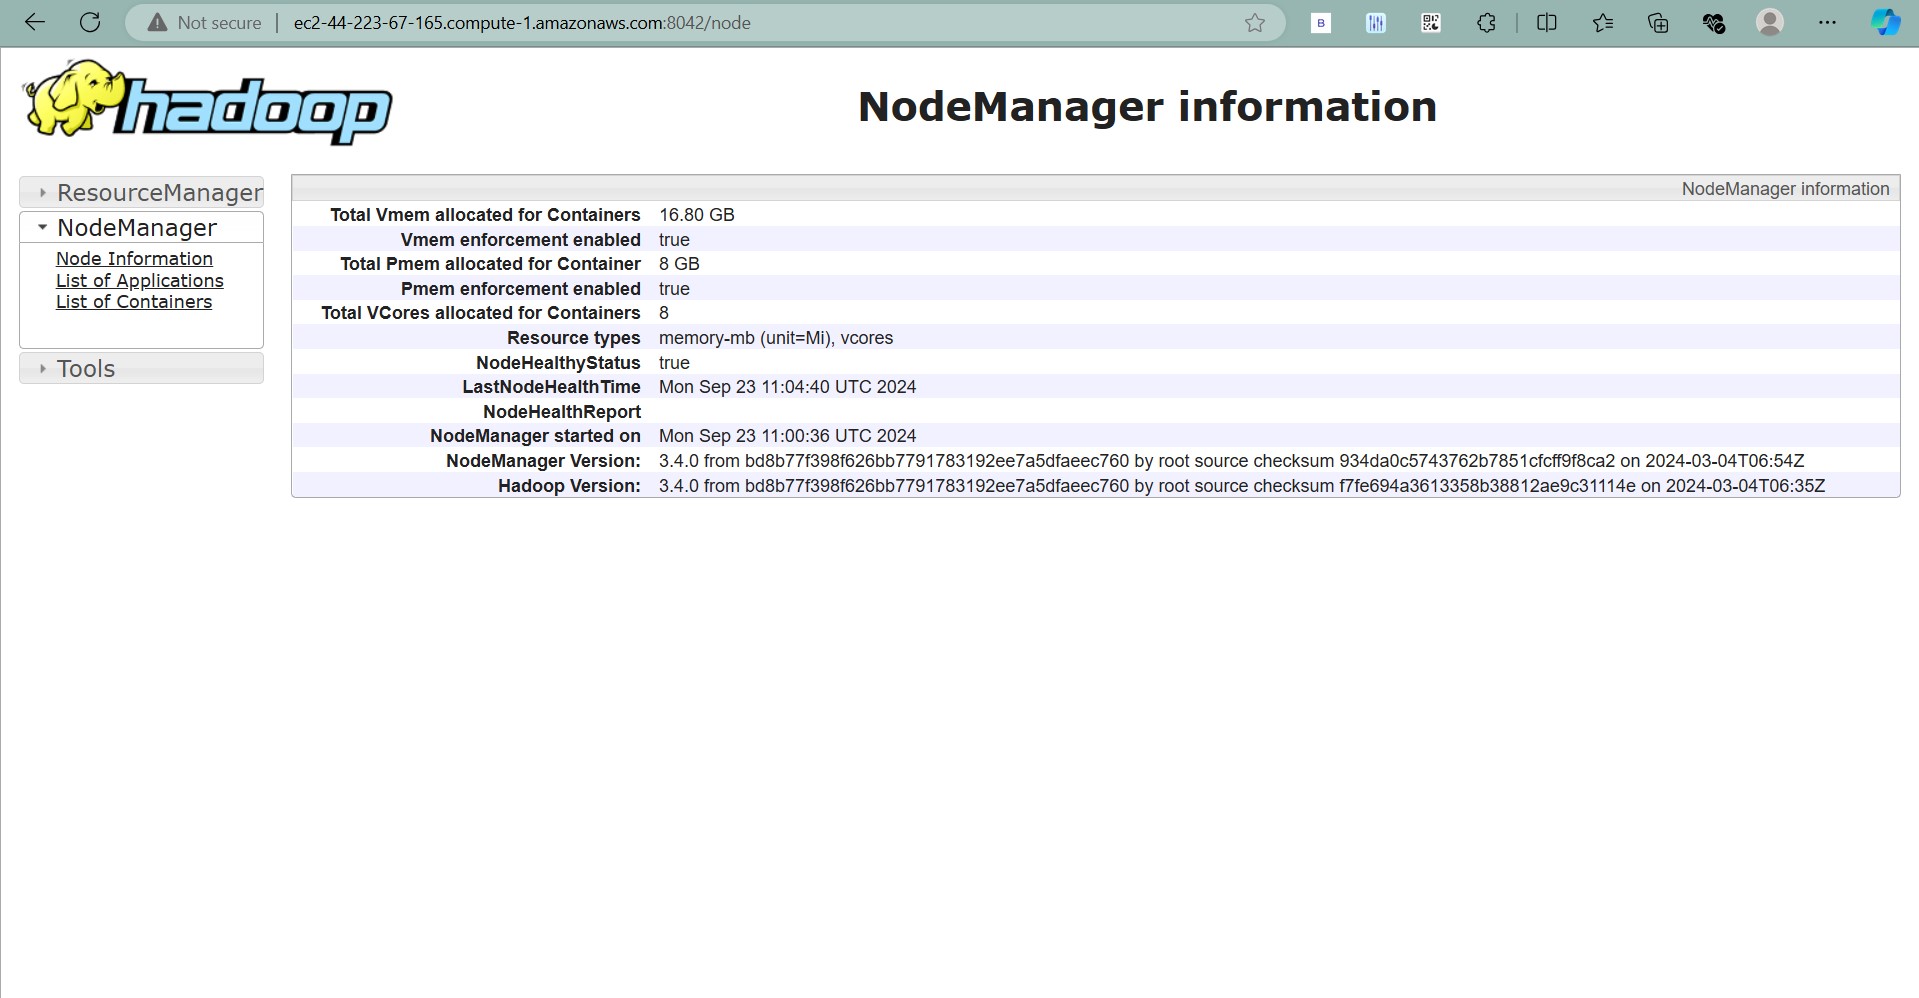 Not secure
ec2-44-223-67-165.compute-1.amazonaws.com:8042/node
B
hadoop
NodeManager information
ResourceManager
NodeManager
Node Information
List of Applications
List of Containers
Tools
NodeManager information
Total Vmem allocated for Containers 16.80 GB
Vmem enforcement enabled true
Total Pmem allocated for Container 8 GB
Pmem enforcement enabled true
Total VCores allocated for Containers 8
Resource types memory-mb (unit=Mi), vcores
NodeHealthyStatus true
LastNodeHealthTime Mon Sep 23 11:04:40 UTC 2024
NodeHealthReport
NodeManager started on Mon Sep 23 11:00:36 UTC 2024
NodeManager Version: 3.4.0 from bd8b77f398f626bb7791783192ee7a5dfaeec760 by root source checksum 934da0c5743762b7851cfcff9f8ca2 on 2024-03-04T06:54Z
Hadoop Version: 3.4.0 from bd8b77f398f626bb7791783192ee7a5dfaeec760 by root source checksum f7fe694a3613358b38812ae9c31114e on 2024-03-04T06:35Z